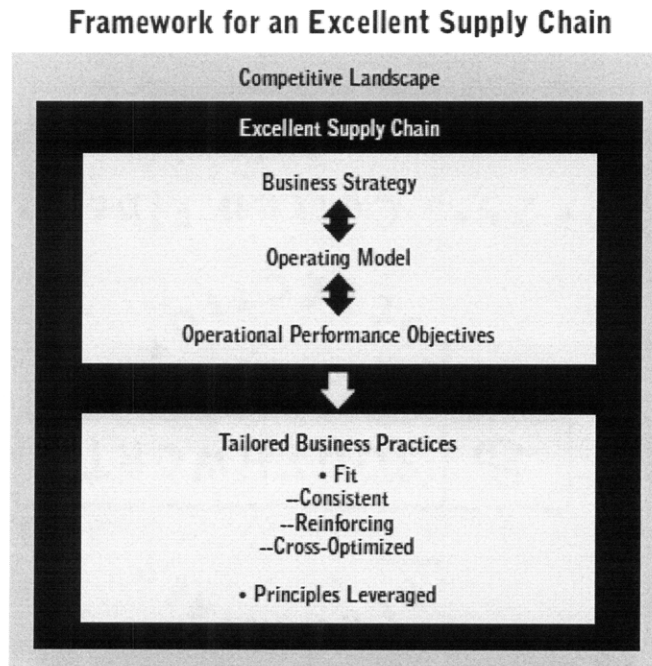 Framework for an Excellent Supply Chain
Competitive Landscape
Excellent Supply Chain
Business Strategy
Operating Model
Operational Performance Objectives
Tailored Business Practices
• Fit
--Consistent
--Reinforcing
--Cross-Optimized
• Principles Leveraged